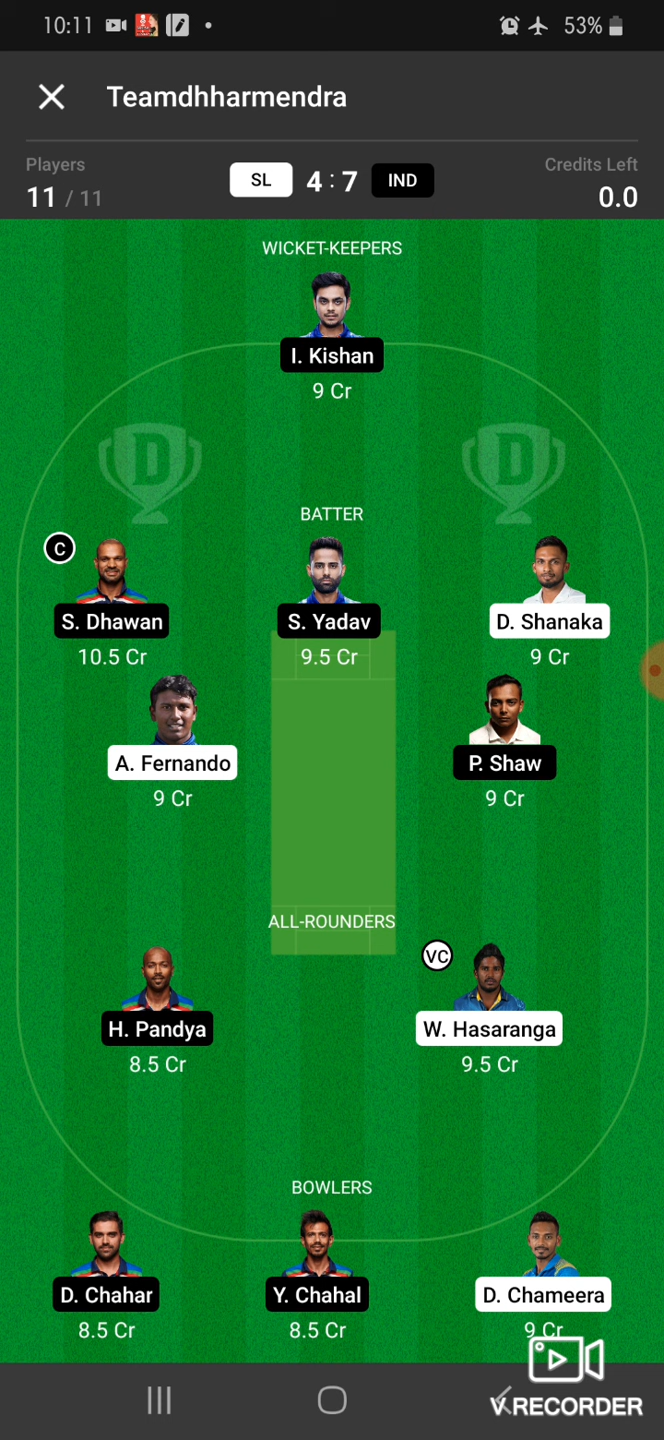 10:11 53%
Teamdhharmendra
Players Credits Left
11 / 11 SL 4 : 7 IND 0.0
WICKET-KEEPERS
I. Kishan
9 Cr
D D
BATTER
C
S. Dhawan S. Yadav D. Shanaka
10.5 Cr 9.5 Cr 9 Cr
A. Fernando P. Shaw
9 Cr 9 Cr
ALL-ROUNDERS
VC
H. Pandya W. Hasaranga
8.5 Cr 9.5 Cr
BOWLERS
D. Chahar Y. Chahal D. Chameera
8.5 Cr 8.5 Cr 9 Cr
V.RECORDER